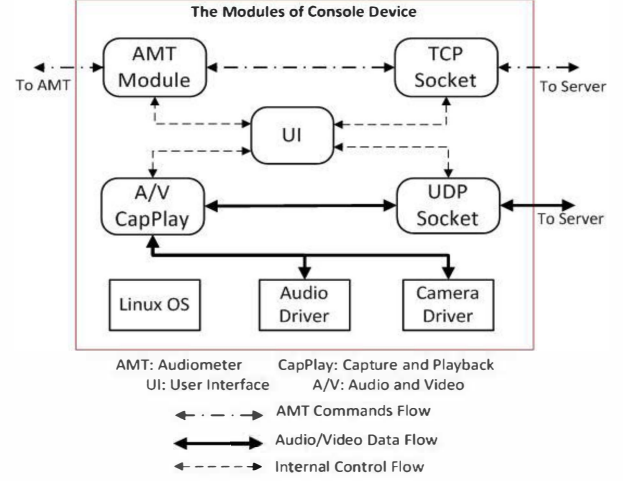 The Modules of Console Device
AMT
Module
TCP
Socket
To AMT
To Server
UI
A/V
CapPlay
UDP
Socket
To Server
Linux OS
Audio
Driver
Camera
Driver
AMT: Audiometer CapPlay: Capture and Playback
UI: User Interface A/V: Audio and Video
AMT Commands Flow
Audio/Video Data Flow
Internal Control Flow